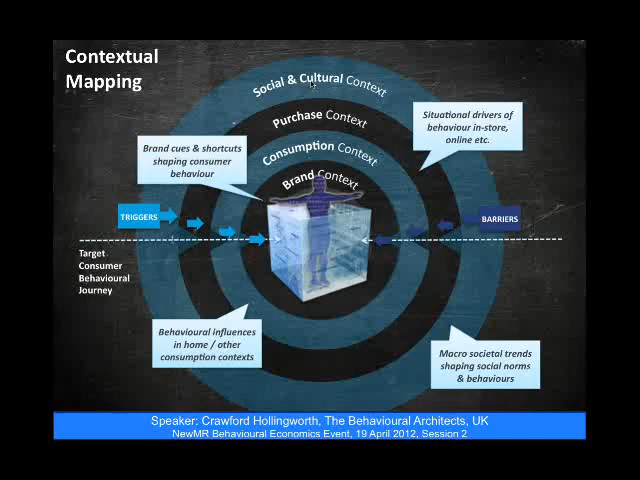 Contextual
Mapping
Social & Cultural Context
Purchase Context
Consumption Context
Brand Context
Situational drivers of
behaviour in-store,
online etc.
Brand cues & shortcuts
shaping consumer
behaviour
TRIGGERS
BARRIERS
Target
Consumer
Behavioural
Journey
Behavioural influences
in home / other
consumption contexts
Macro societal trends
shaping social norms
& behaviours
Speaker: Crawford Hollingworth, The Behavioural Architects, UK
NewMR Behavioural Economics Event, 19 April 2012, Session 2